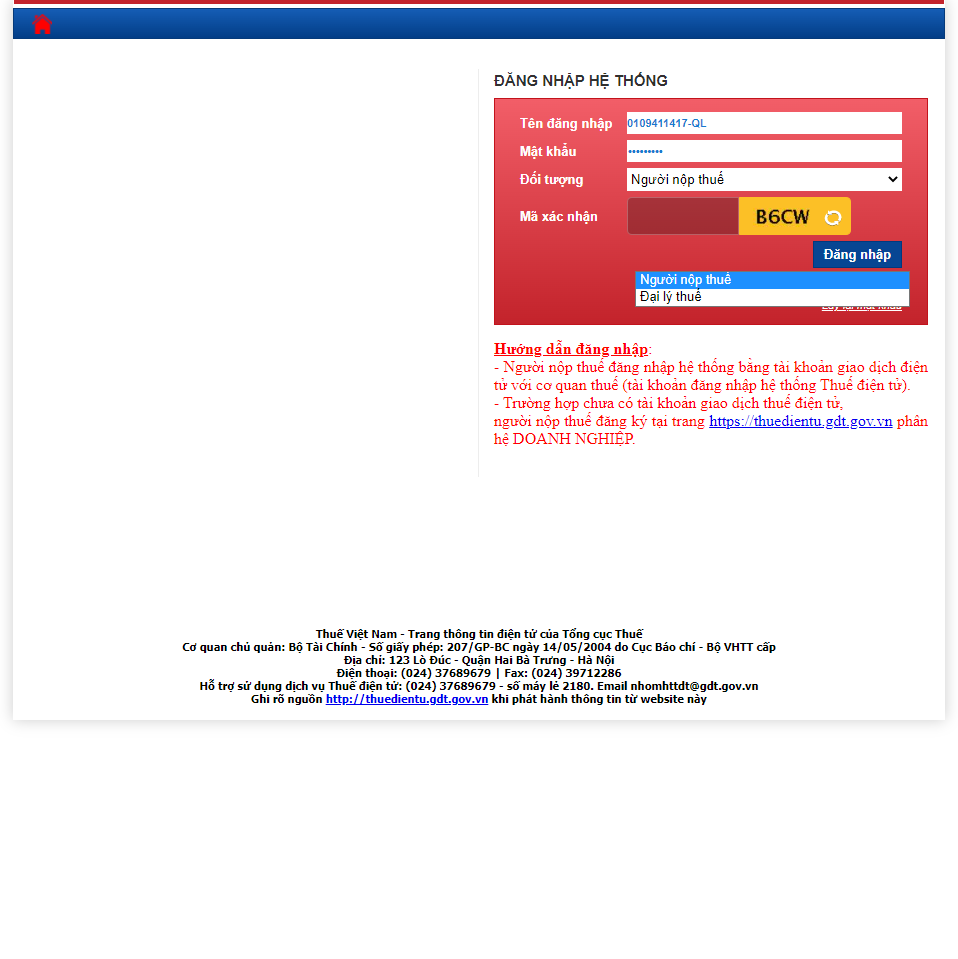 ĐĂNG NHẬP HỆ THỐNG
Tên đăng nhập 0109411417-QL
Mật khẩu •••••••••
Đối tượng Người nộp thuế
Mã xác nhận B6CW
Đăng nhập
Người nộp thuế
Đại lý thuế
Lấy lại mật khẩu
Hướng dẫn đăng nhập:
- Người nộp thuế đăng nhập hệ thống bằng tài khoản giao dịch điện
tử với cơ quan thuế (tài khoản đăng nhập hệ thống Thuế điện tử).
- Trường hợp chưa có tài khoản giao dịch thuế điện tử,
người nộp thuế đăng ký tại trang https://thuedientu.gdt.gov.vn phân
hệ DOANH NGHIỆP.
Thuế Việt Nam - Trang thông tin điện tử của Tổng cục Thuế
Cơ quan chủ quản: Bộ Tài Chính - Số giấy phép: 207/GP-BC ngày 14/05/2004 do Cục Báo chí - Bộ VHTT cấp
Địa chỉ: 123 Lò Đúc - Quận Hai Bà Trưng - Hà Nội
Điện thoại: (024) 37689679 | Fax: (024) 39712286
Hỗ trợ sử dụng dịch vụ Thuế điện tử: (024) 37689679 - số máy lẻ 2180. Email nhomhttdt@gdt.gov.vn
Ghi rõ nguồn http://thuedientu.gdt.gov.vn khi phát hành thông tin từ website này